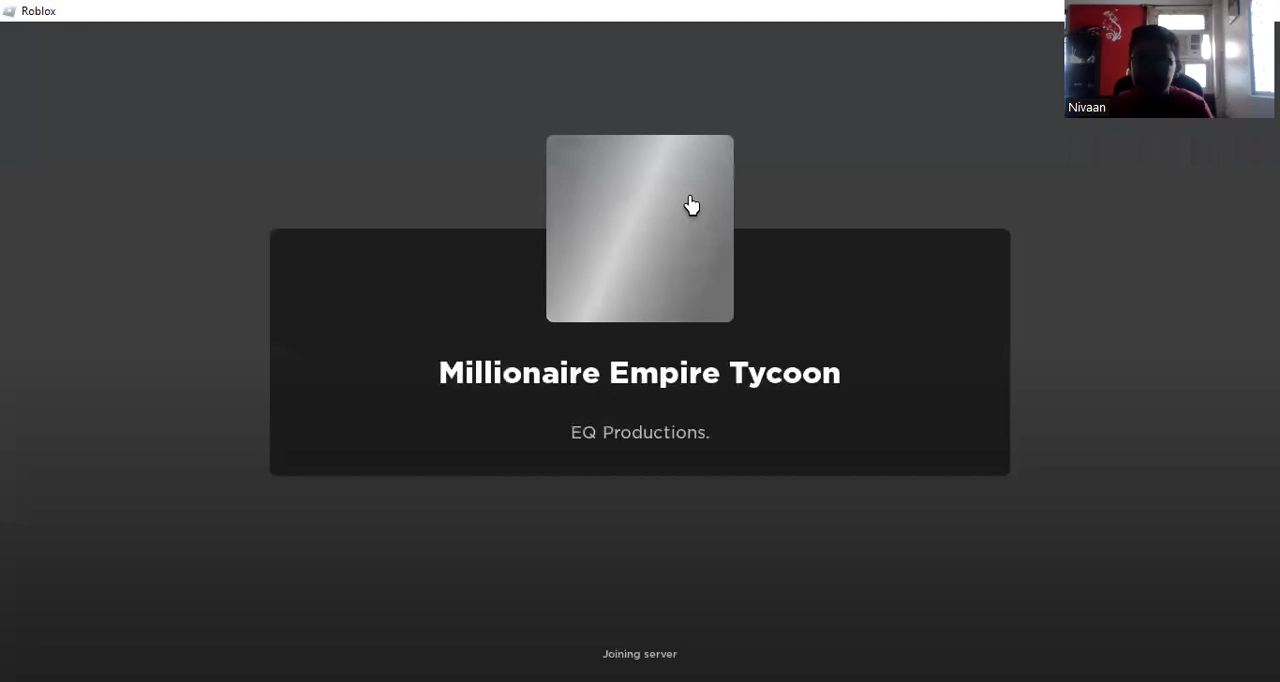 Roblox
Nivaan
Millionaire Empire Tycoon
EQ Productions.
Joining server